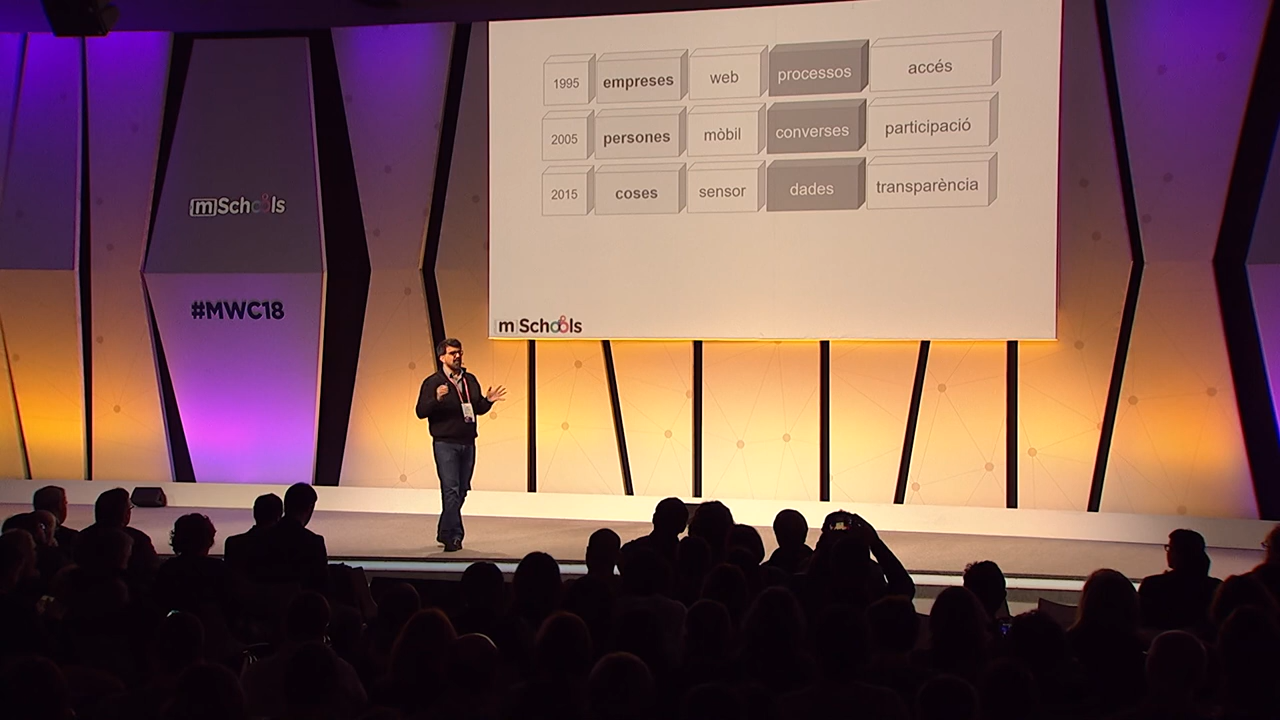 1995 empreses web processos accés
2005 persones mòbil converses participació
2015 coses sensor dades transparència
mSchools
#MWC18
mSchools